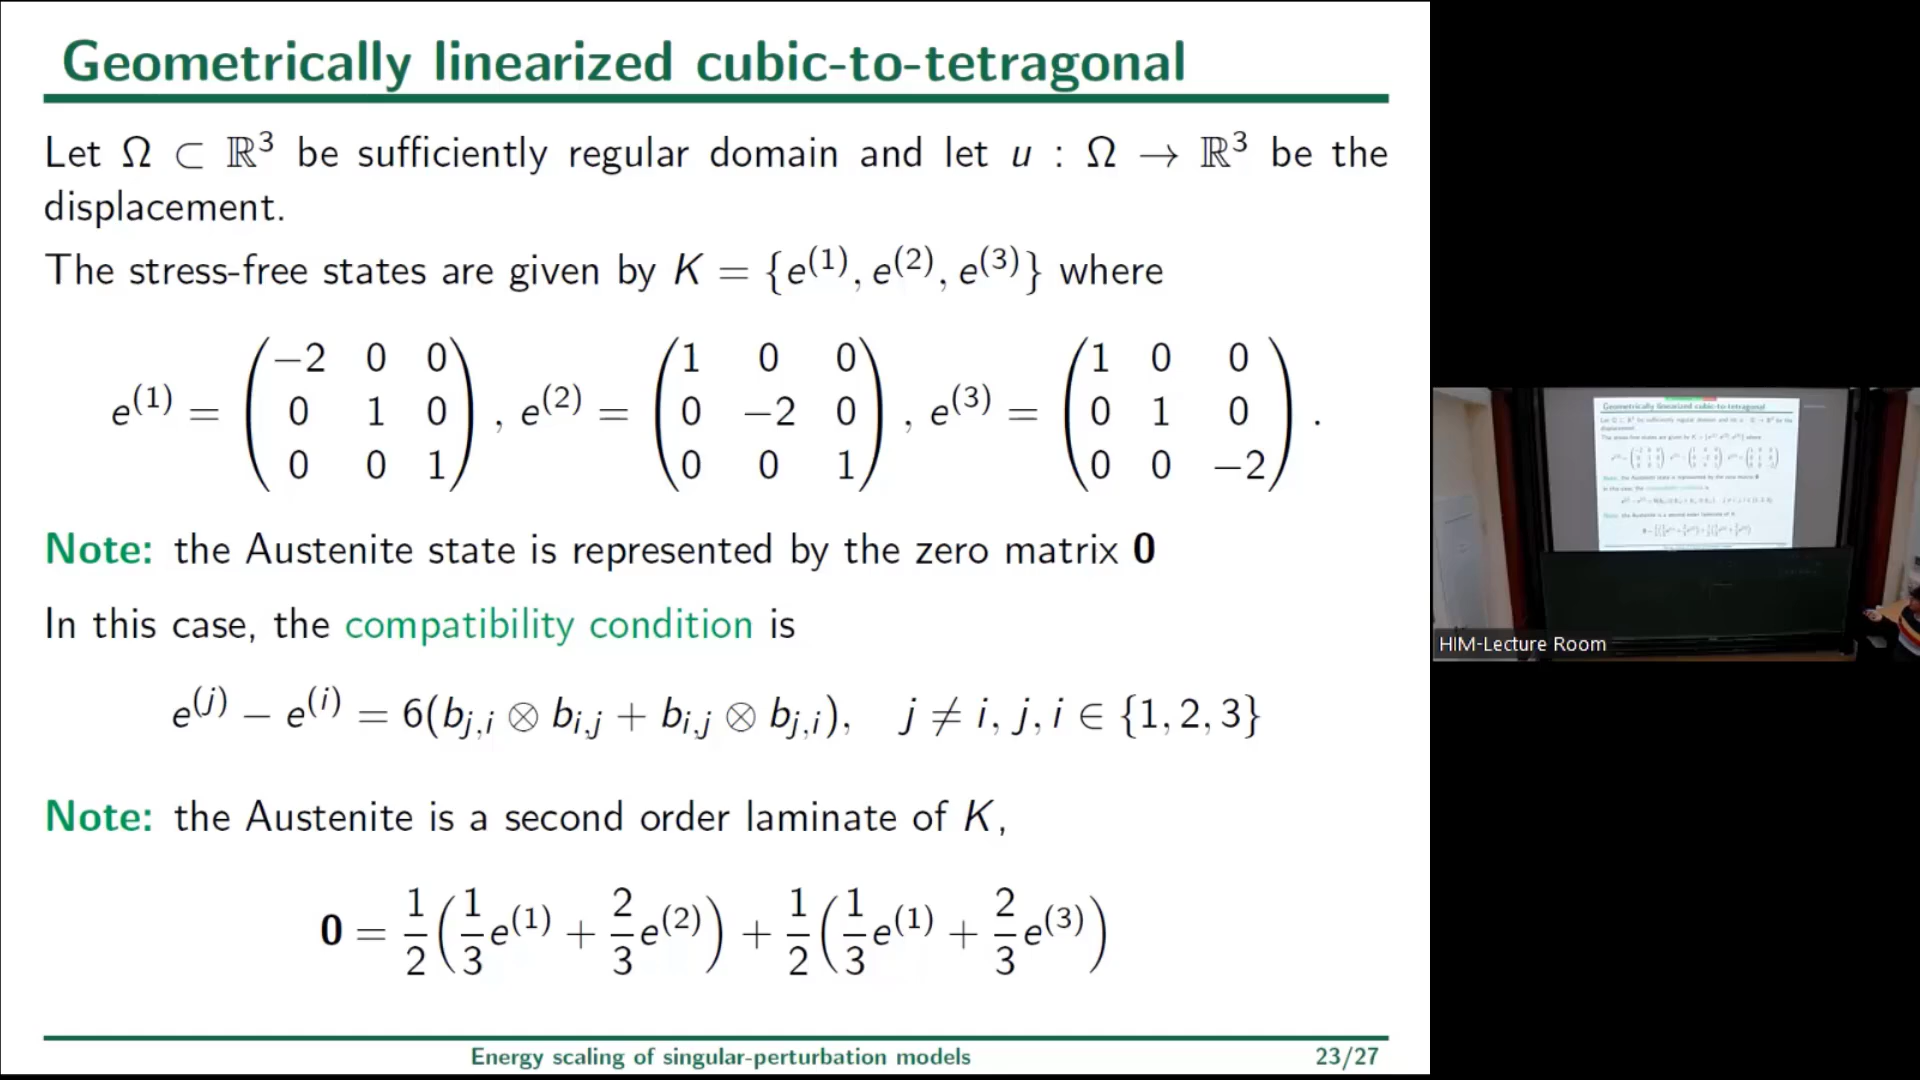 Geometrically linearized cubic-to-tetragonal
Let Ω ⊂ ℝ³ be sufficiently regular domain and let u : Ω → ℝ³ be the
displacement.
The stress-free states are given by K = {e⁽¹⁾, e⁽²⁾, e⁽³⁾} where
e⁽¹⁾ = (−2 0 0; 0 1 0; 0 0 1), e⁽²⁾ = (1 0 0; 0 −2 0; 0 0 1), e⁽³⁾ = (1 0 0; 0 1 0; 0 0 −2).
Note: the Austenite state is represented by the zero matrix 0
In this case, the compatibility condition is
e⁽ʲ⁾ − e⁽ⁱ⁾ = 6(b_{j,i} ⊗ b_{i,j} + b_{i,j} ⊗ b_{j,i}), j ≠ i, j, i ∈ {1, 2, 3}
Note: the Austenite is a second order laminate of K,
0 = 1/2(1/3 e⁽¹⁾ + 2/3 e⁽²⁾) + 1/2(1/3 e⁽¹⁾ + 2/3 e⁽³⁾)
Energy scaling of singular-perturbation models
23/27
Geometrically linearized cubic-to-tetragonal
HIM-Lecture Room